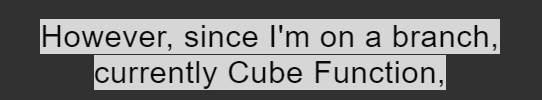 However, since I'm on a branch,
currently Cube Function,